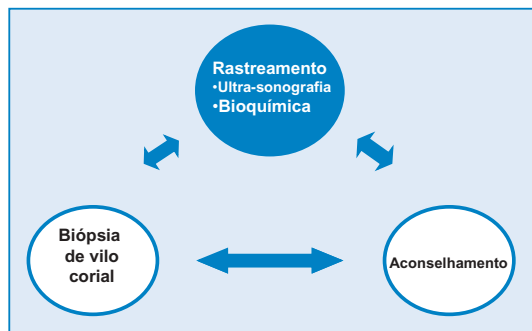 Rastreamento
•Ultra-sonografia
•Bioquímica
Biópsia
de vilo
corial
Aconselhamento